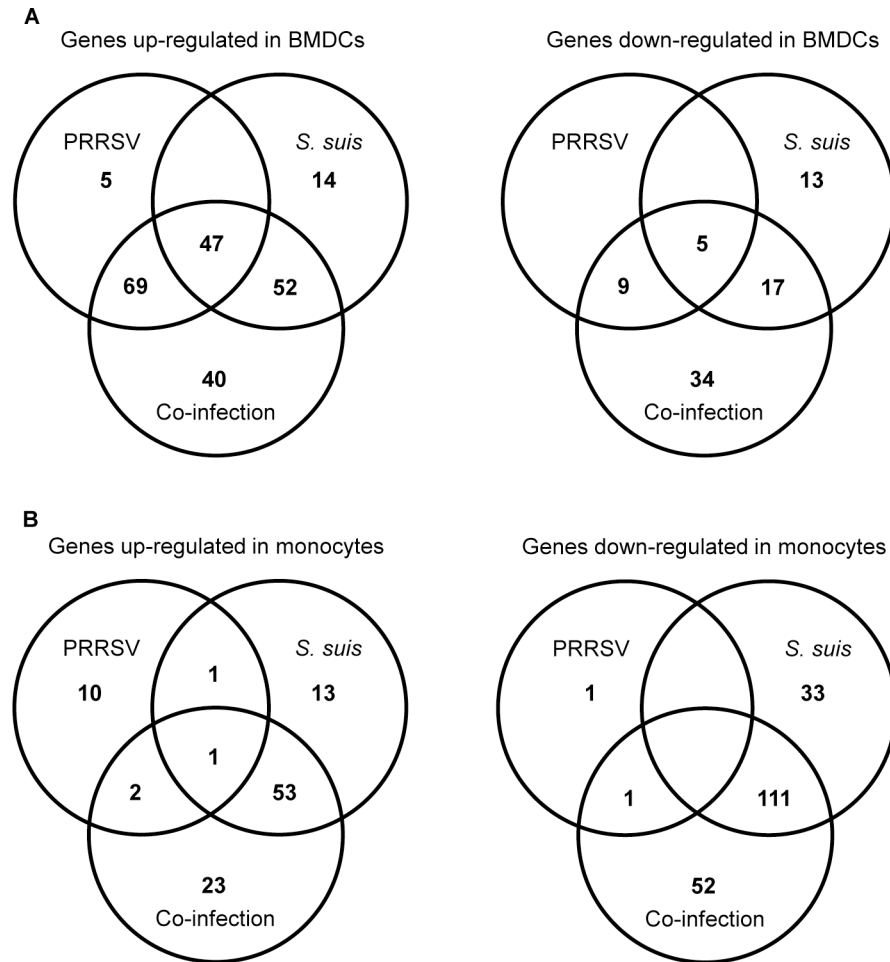 A
Genes up-regulated in BMDCs
PRRSV
S. suis
5
14
47
69
52
40
Co-infection
Genes down-regulated in BMDCs
PRRSV
S. suis
13
5
9
17
34
Co-infection
B
Genes up-regulated in monocytes
PRRSV
S. suis
1
10
13
1
2
53
23
Co-infection
Genes down-regulated in monocytes
PRRSV
S. suis
1
33
1
111
52
Co-infection